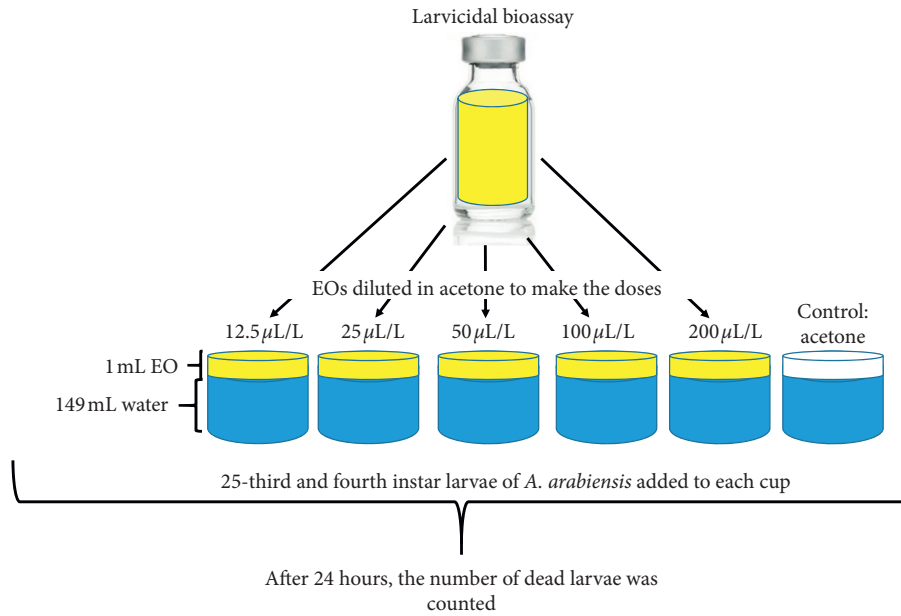 Larvicidal bioassay
EOs diluted in acetone to make the doses
12.5 μL/L
25 μL/L
50 μL/L
100 μL/L
200 μL/L
Control:
acetone
1 mL EO
149 mL water
25-third and fourth instar larvae of A. arabiensis added to each cup
After 24 hours, the number of dead larvae was
counted